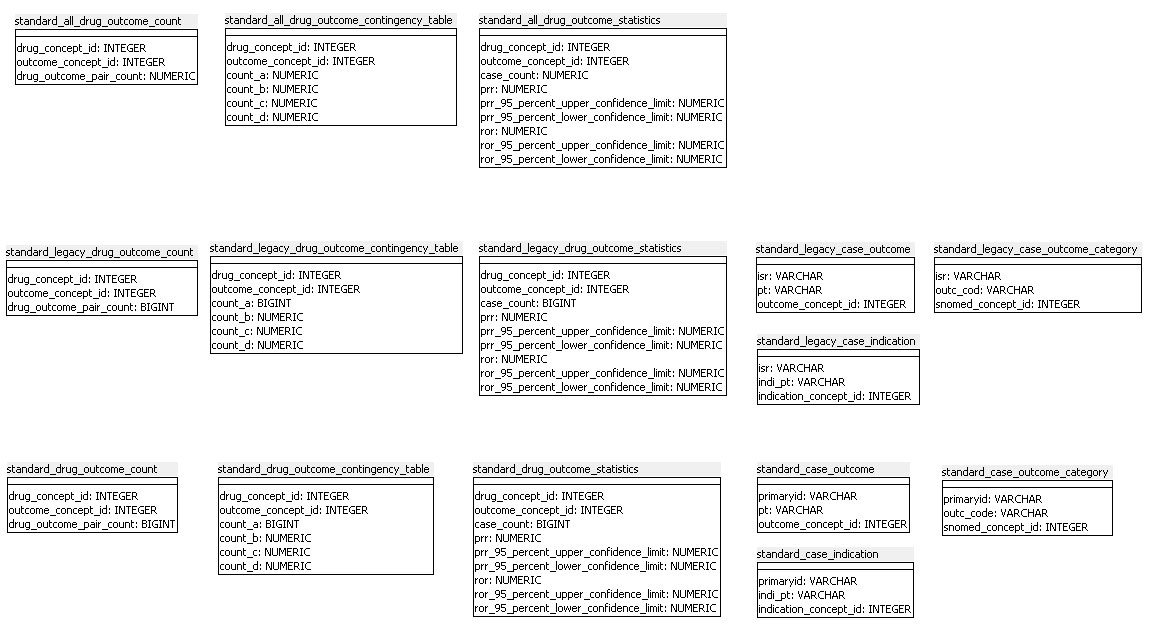 standard_all_drug_outcome_count
drug_concept_id: INTEGER
outcome_concept_id: INTEGER
drug_outcome_pair_count: NUMERIC
standard_all_drug_outcome_contingency_table
drug_concept_id: INTEGER
outcome_concept_id: INTEGER
count_a: NUMERIC
count_b: NUMERIC
count_c: NUMERIC
count_d: NUMERIC
standard_all_drug_outcome_statistics
drug_concept_id: INTEGER
outcome_concept_id: INTEGER
case_count: NUMERIC
prr: NUMERIC
prr_95_percent_upper_confidence_limit: NUMERIC
prr_95_percent_lower_confidence_limit: NUMERIC
ror: NUMERIC
ror_95_percent_upper_confidence_limit: NUMERIC
ror_95_percent_lower_confidence_limit: NUMERIC
standard_legacy_drug_outcome_count
drug_concept_id: INTEGER
outcome_concept_id: INTEGER
drug_outcome_pair_count: BIGINT
standard_legacy_drug_outcome_contingency_table
drug_concept_id: INTEGER
outcome_concept_id: INTEGER
count_a: BIGINT
count_b: NUMERIC
count_c: NUMERIC
count_d: NUMERIC
standard_legacy_drug_outcome_statistics
drug_concept_id: INTEGER
outcome_concept_id: INTEGER
case_count: BIGINT
prr: NUMERIC
prr_95_percent_upper_confidence_limit: NUMERIC
prr_95_percent_lower_confidence_limit: NUMERIC
ror: NUMERIC
ror_95_percent_upper_confidence_limit: NUMERIC
ror_95_percent_lower_confidence_limit: NUMERIC
standard_legacy_case_outcome
isr: VARCHAR
pt: VARCHAR
outcome_concept_id: INTEGER
standard_legacy_case_outcome_category
isr: VARCHAR
outc_cod: VARCHAR
snomed_concept_id: INTEGER
standard_legacy_case_indication
isr: VARCHAR
indi_pt: VARCHAR
indication_concept_id: INTEGER
standard_drug_outcome_count
drug_concept_id: INTEGER
outcome_concept_id: INTEGER
drug_outcome_pair_count: BIGINT
standard_drug_outcome_contingency_table
drug_concept_id: INTEGER
outcome_concept_id: INTEGER
count_a: BIGINT
count_b: NUMERIC
count_c: NUMERIC
count_d: NUMERIC
standard_drug_outcome_statistics
drug_concept_id: INTEGER
outcome_concept_id: INTEGER
case_count: BIGINT
prr: NUMERIC
prr_95_percent_upper_confidence_limit: NUMERIC
prr_95_percent_lower_confidence_limit: NUMERIC
ror: NUMERIC
ror_95_percent_upper_confidence_limit: NUMERIC
ror_95_percent_lower_confidence_limit: NUMERIC
standard_case_outcome
primaryid: VARCHAR
pt: VARCHAR
outcome_concept_id: INTEGER
standard_case_outcome_category
primaryid: VARCHAR
outc_code: VARCHAR
snomed_concept_id: INTEGER
standard_case_indication
primaryid: VARCHAR
indi_pt: VARCHAR
indication_concept_id: INTEGER